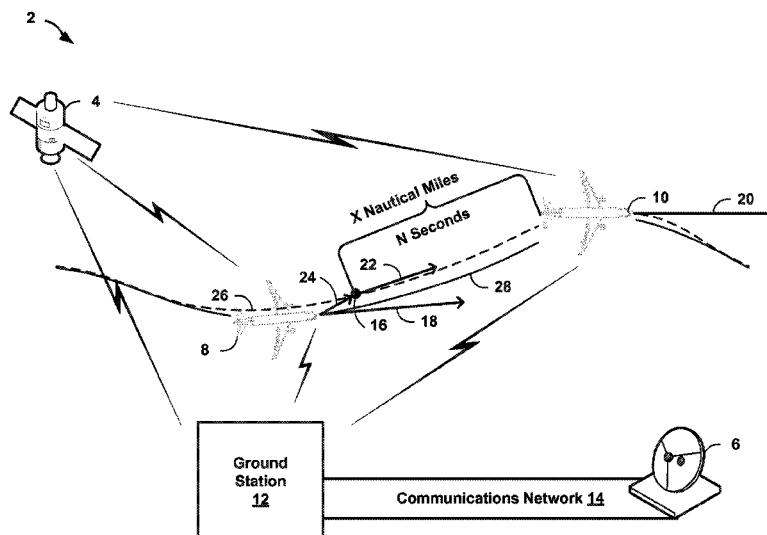 2
4
X Nautical Miles
N Seconds
10
20
22
24
26
28
16
18
8
6
Ground
Station
12
Communications Network 14